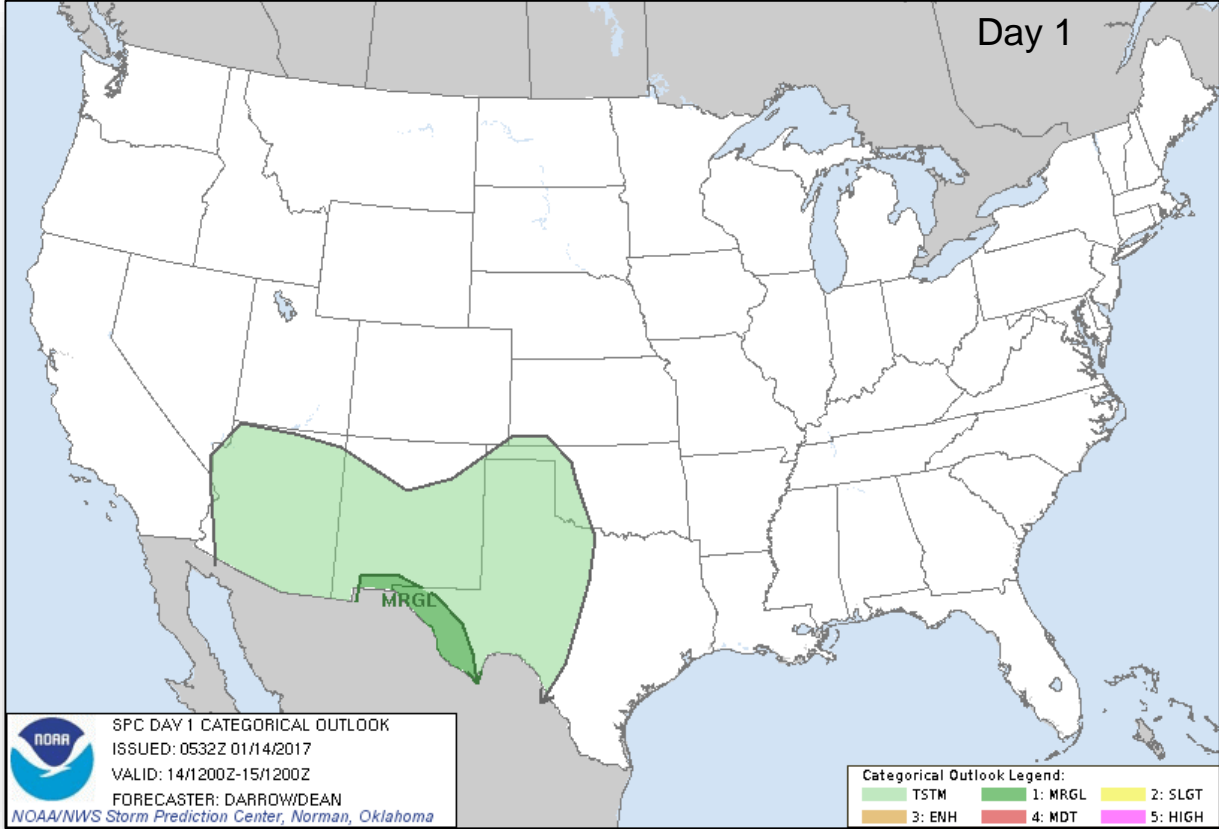 Day 1
MRGL
NOAA
SPC DAY 1 CATEGORICAL OUTLOOK
ISSUED: 0532Z 01/14/2017
VALID: 14/1200Z-15/1200Z
FORECASTER: DARROW/DEAN
NOAA/NWS Storm Prediction Center, Norman, Oklahoma
Categorical Outlook Legend:
TSTM 1: MRGL 2: SLGT
3: ENH 4: MDT 5: HIGH